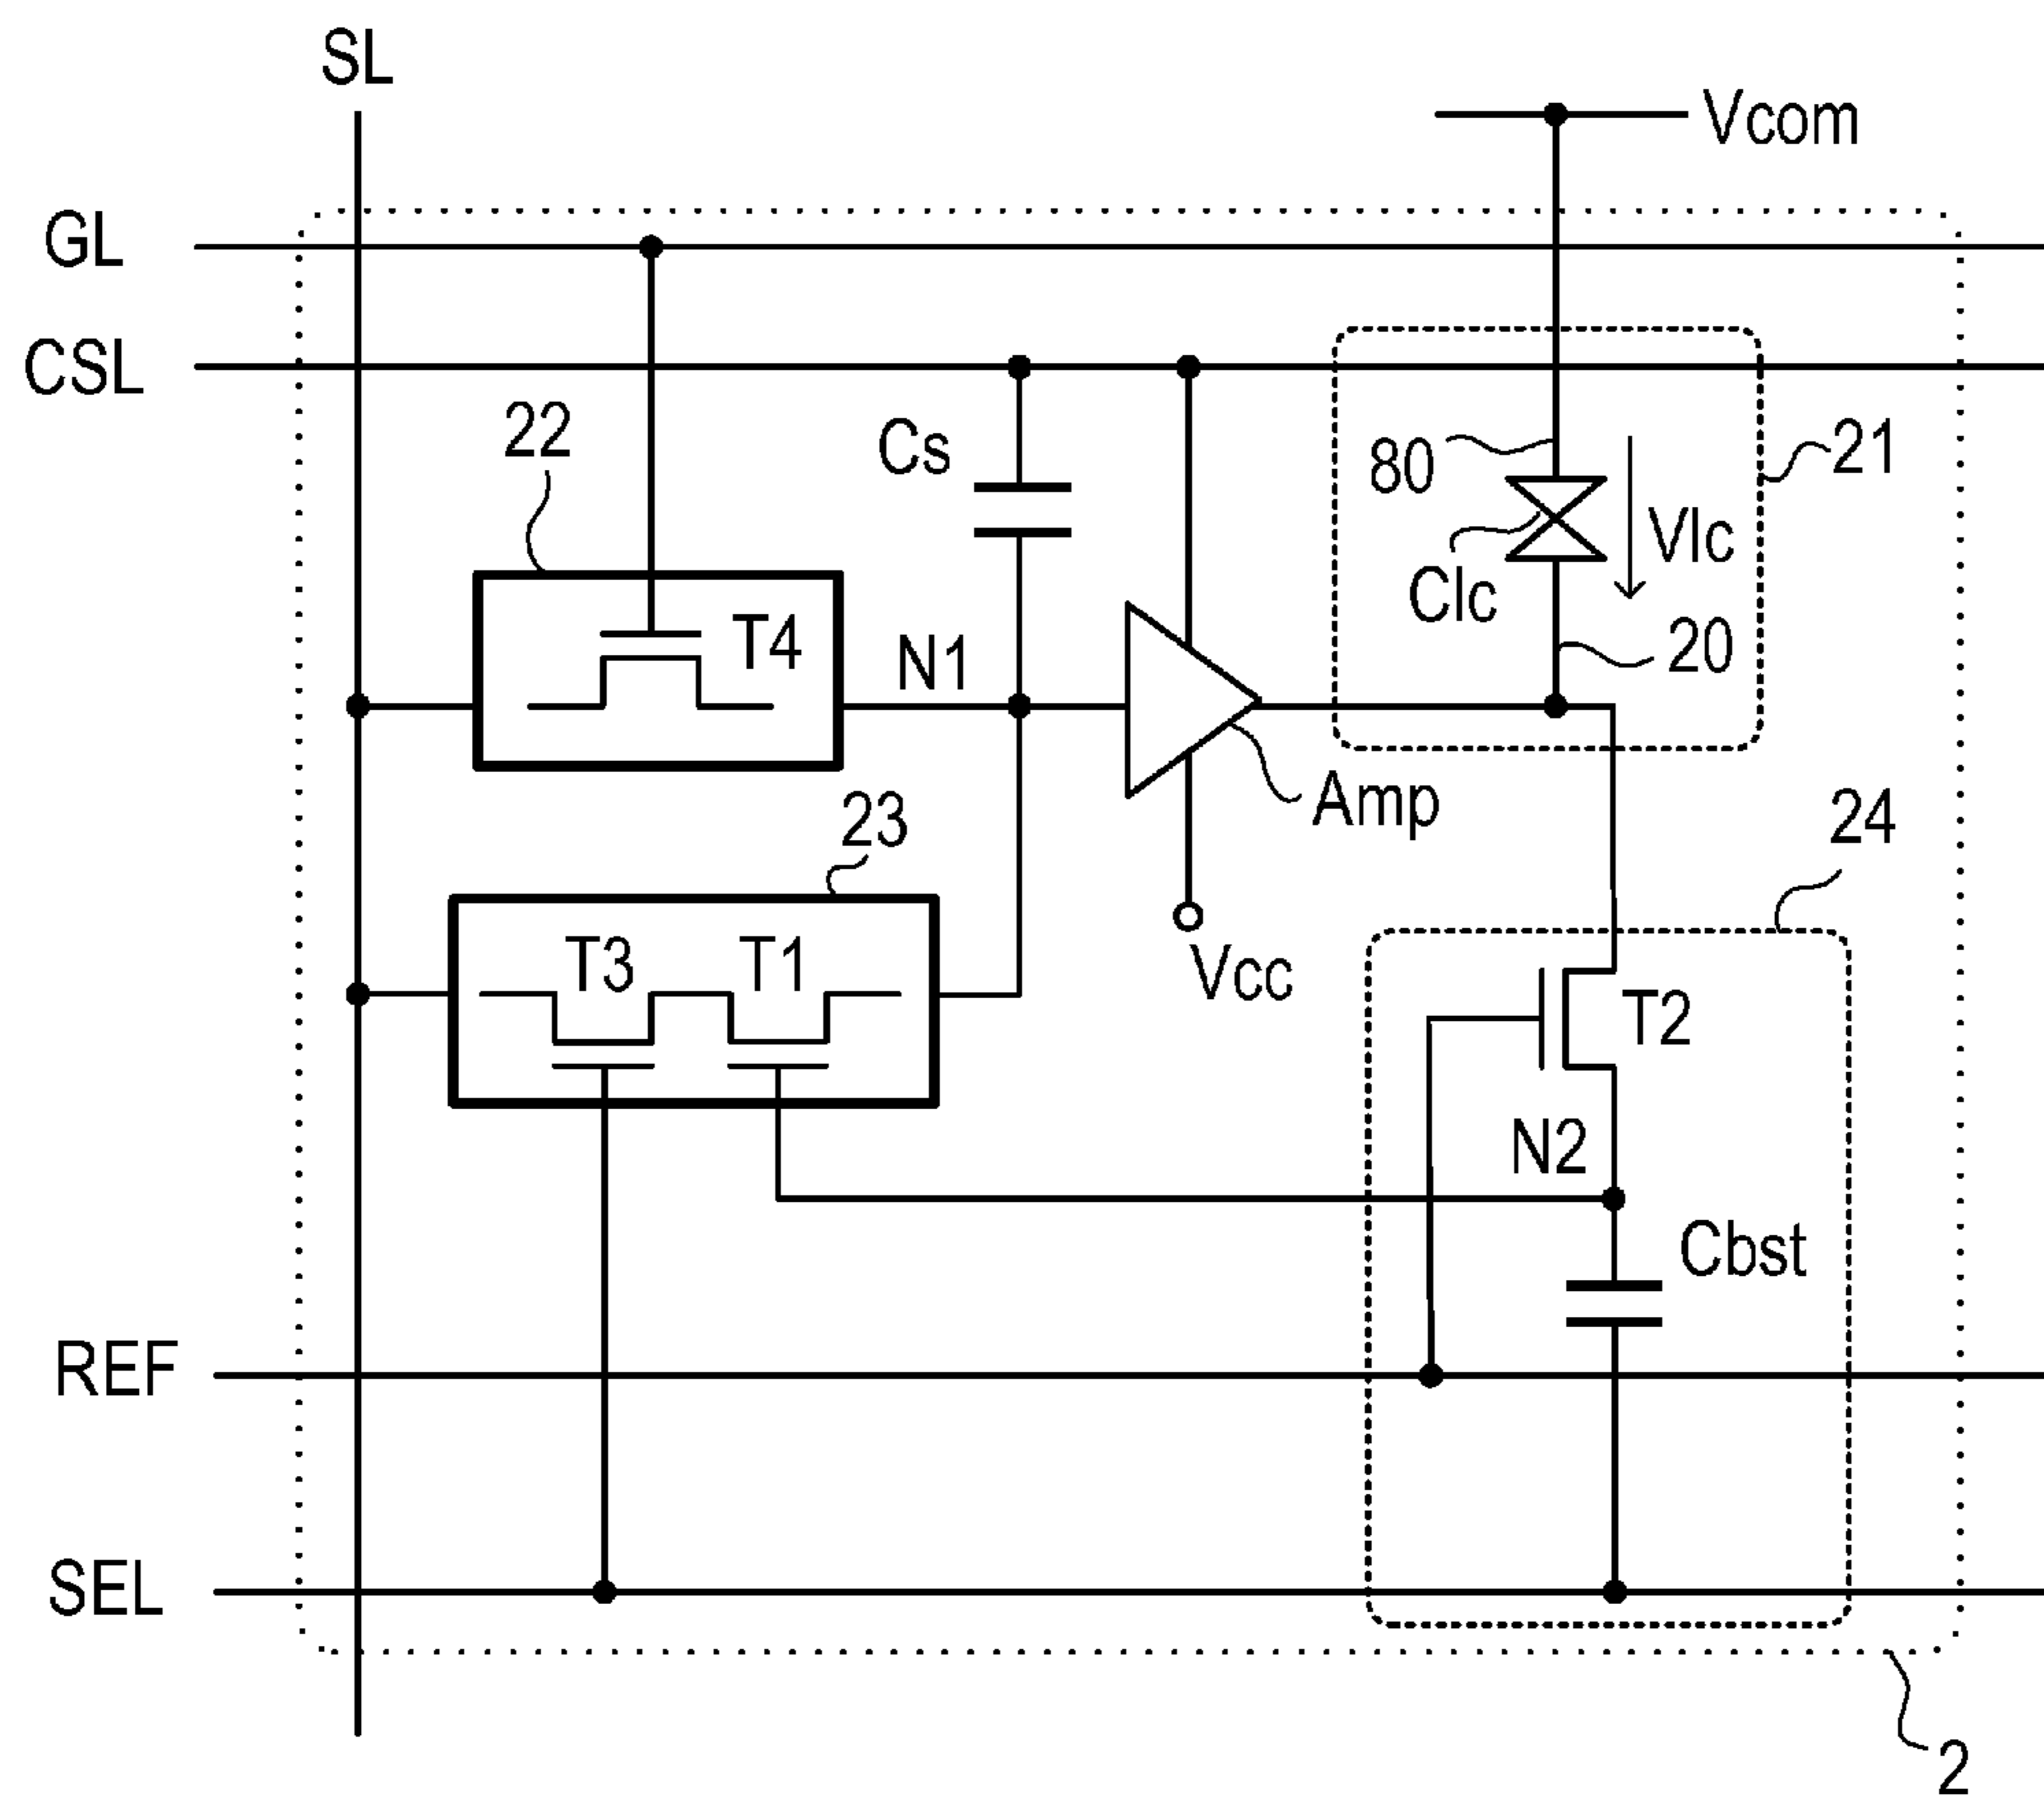 SL
Vcom
GL
CSL
22
Cs
80
21
Vlc
Clc
20
T4
N1
Amp
23
24
T3
T1
Vcc
T2
N2
Cbst
REF
SEL
2